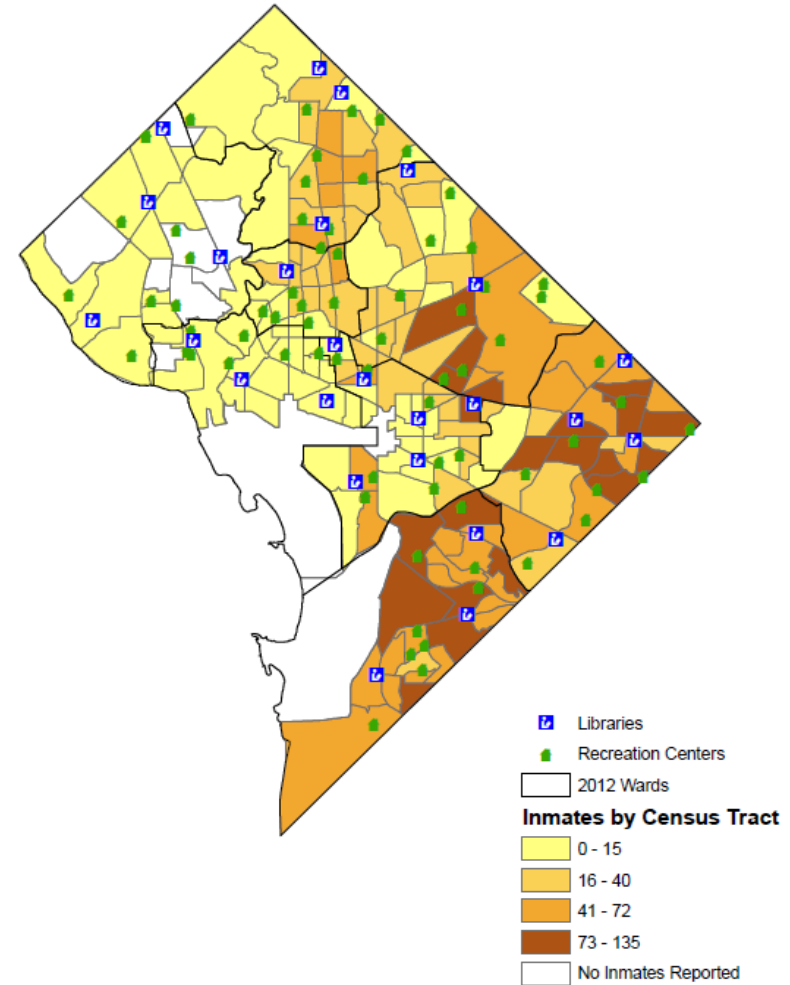 Libraries
Recreation Centers
2012 Wards
Inmates by Census Tract
0 - 15
16 - 40
41 - 72
73 - 135
No Inmates Reported